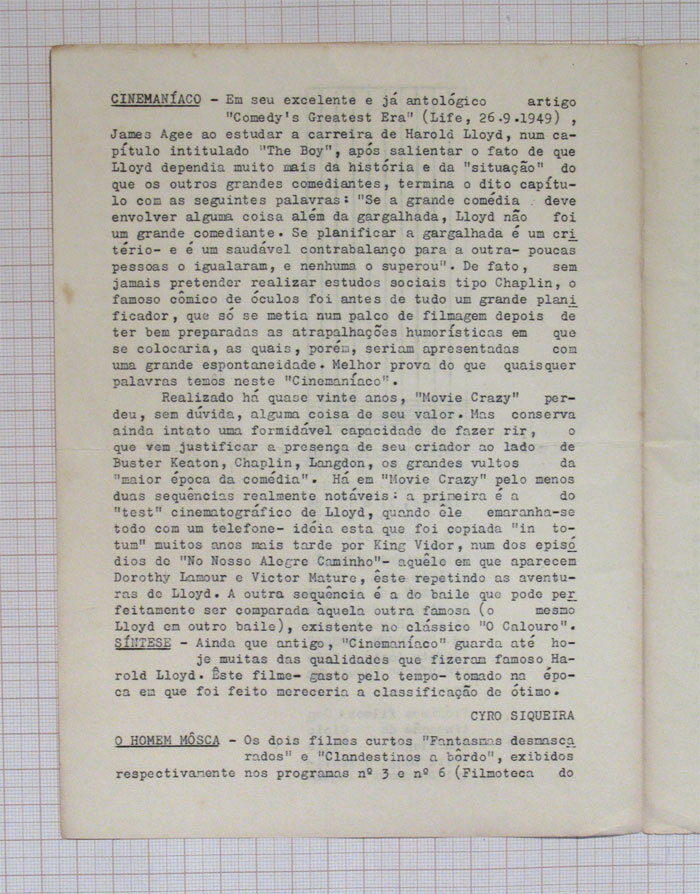 CINEMANÍACO - Em seu excelente e já antológico artigo
"Comedy's Greatest Era" (Life, 26.9.1949) ,
James Agee ao estudar a carreira de Harold Lloyd, num ca-
pítulo intitulado "The Boy", após salientar o fato de que
Lloyd dependia muito mais da história e da "situação" do
que os outros grandes comediantes, termina o dito capítu-
lo com as seguintes palavras: "Se a grande comédia deve
envolver alguma coisa além da gargalhada, Lloyd não foi
um grande comediante. Se planificar a gargalhada é um cri
tério- e é um saudável contrabalanço para a outra- poucas
pessoas o igualaram, e nenhuma o superou". De fato, sem
jamais pretender realizar estudos sociais tipo Chaplin, o
famoso cômico de óculos foi antes de tudo um grande plani
ficador, que só se metia num palco de filmagem depois de
ter bem preparadas as atrapalhações humorísticas em que
se colocaria, as quais, porém, seriam apresentadas com
uma grande espontaneidade. Melhor prova do que quaisquer
palavras temos neste "Cinemaníaco".
Realizado há quase vinte anos, "Movie Crazy" per-
deu, sem dúvida, alguma coisa de seu valor. Mas conserva
ainda intato uma formidável capacidade de fazer rir, o
que vem justificar a presença de seu criador ao lado de
Buster Keaton, Chaplin, Langdon, os grandes vultos da
"maior época da comédia". Há em "Movie Crazy" pelo menos
duas sequências realmente notáveis: a primeira é a do
"test" cinematográfico de Lloyd, quando êle emaranha-se
todo com um telefone- idéia esta que foi copiada "in to-
tum" muitos anos mais tarde por King Vidor, num dos episó
dios de "No Nosso Alegre Caminho"- aquêle em que aparecem
Dorothy Lamour e Victor Mature, êste repetindo as aventu-
ras de Lloyd. A outra sequência é a do baile que pode per
feitamente ser comparada àquela outra famosa (o mesmo
Lloyd em outro baile), existente no clássico "O Calouro".
SÍNTESE - Ainda que antigo, "Cinemaníaco" guarda até ho-
je muitas das qualidades que fizeram famoso Ha-
rold Lloyd. Êste filme- gasto pelo tempo- tomado na épo-
ca em que foi feito mereceria a classificação de ótimo.
CYRO SIQUEIRA
O HOMEM MÔSCA - Os dois filmes curtos "Fantasmas desmasca
rados" e "Clandestinos a bôrdo", exibidos
respectivamente nos programas nº 3 e nº 6 (Filmoteca do